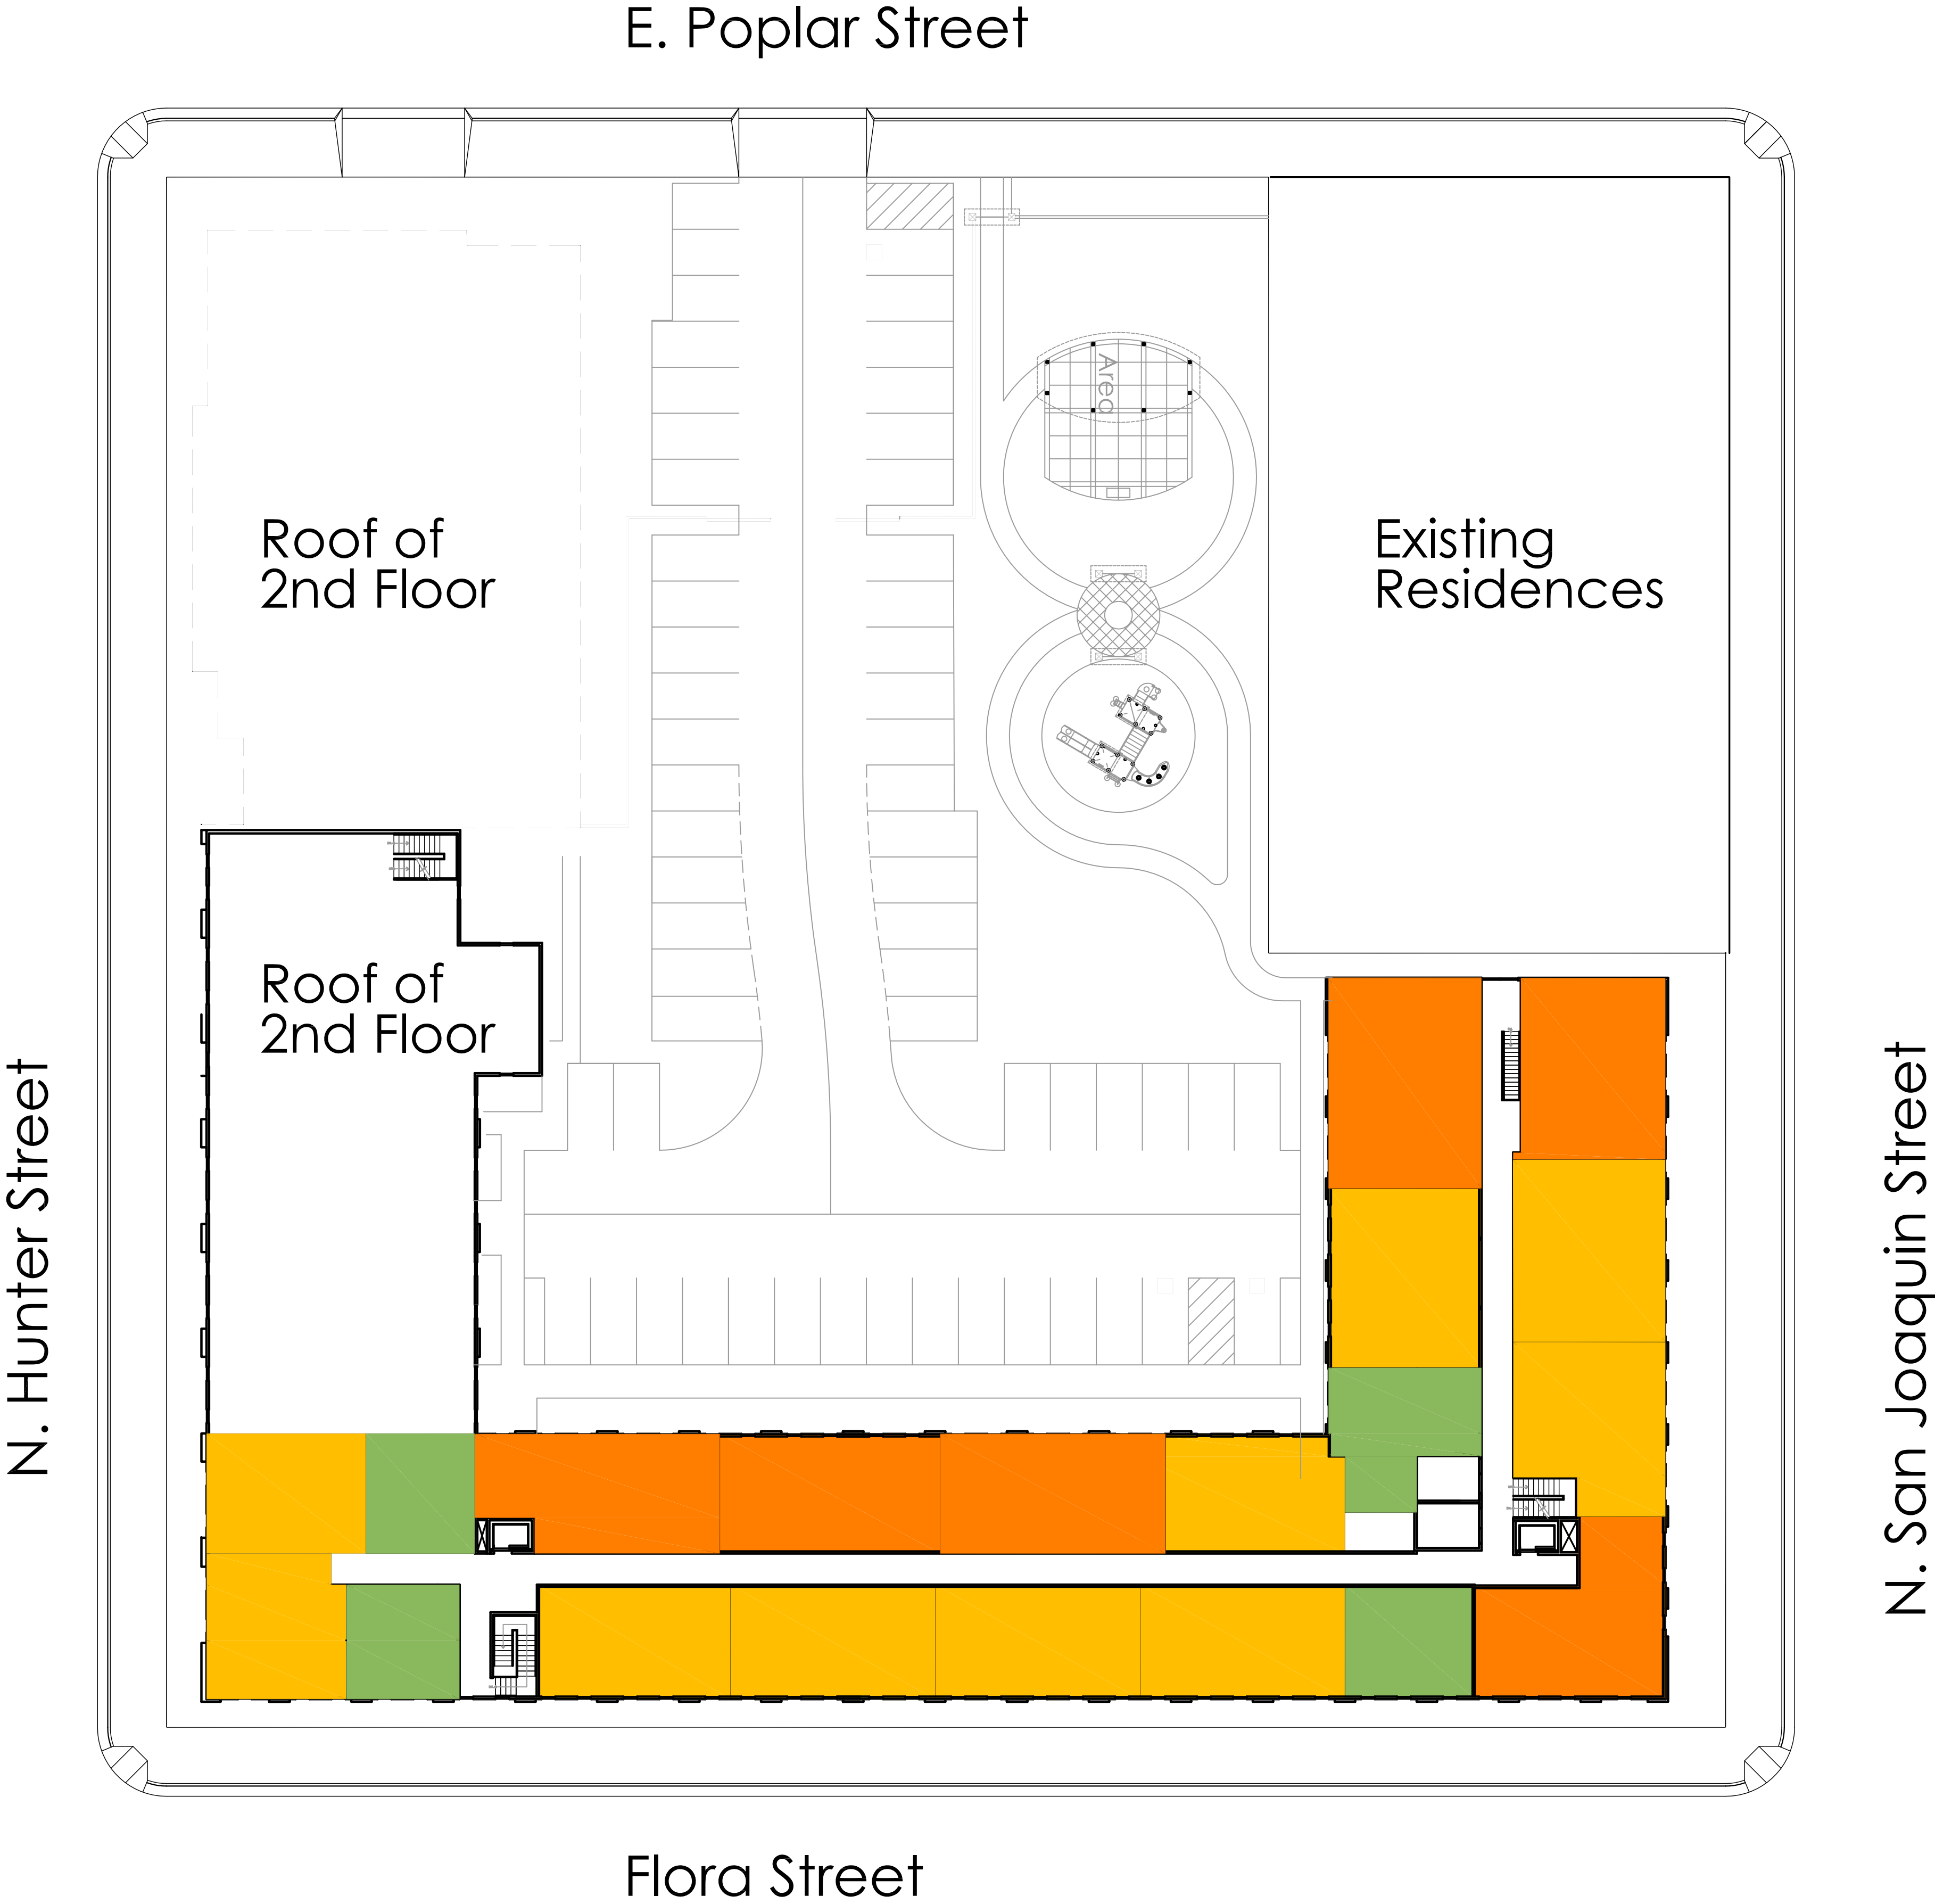 E. Poplar Street
Area
Roof of
2nd Floor
Existing
Residences
Roof of
2nd Floor
N. Hunter Street
N. San Joaquin Street
Flora Street